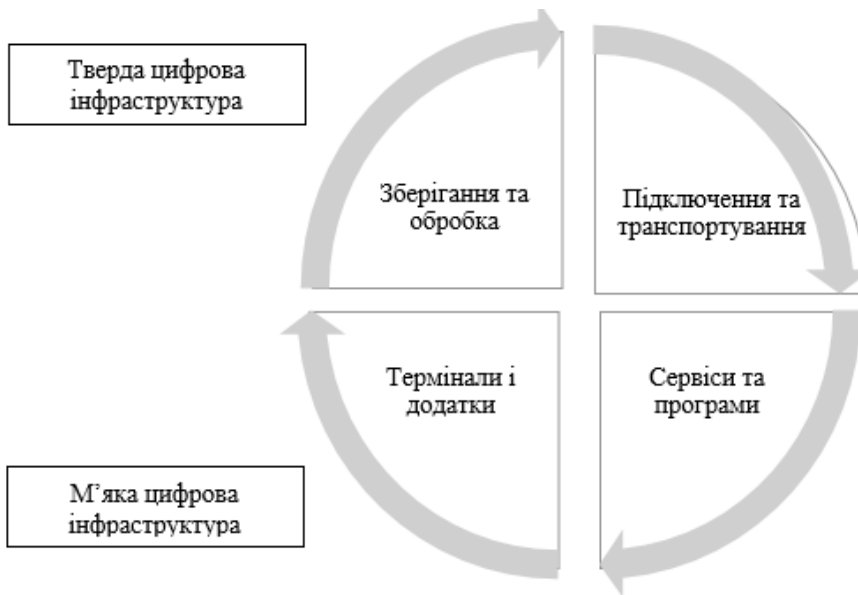 Тверда цифрова
інфраструктура
Зберігання та
обробка
Підключення та
транспортування
Термінали і
додатки
Сервіси та
програми
М’яка цифрова
інфраструктура